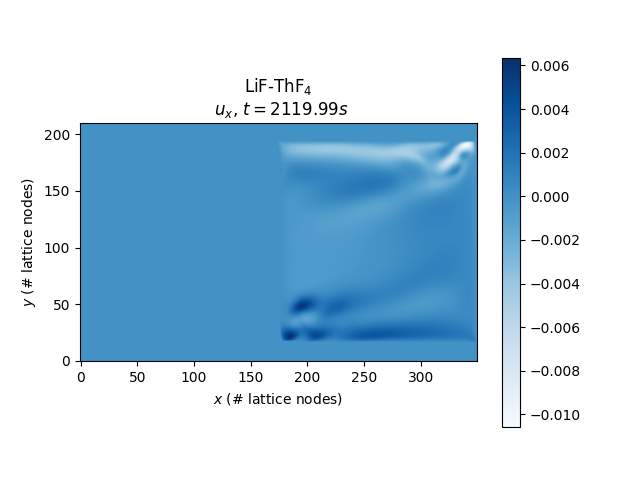 LiF-ThF₄
uₓ, t = 2119.99s
200
150
100
50
0
y (# lattice nodes)
0 50 100 150 200 250 300
x (# lattice nodes)
0.006
0.004
0.002
0.000
−0.002
−0.004
−0.006
−0.008
−0.010